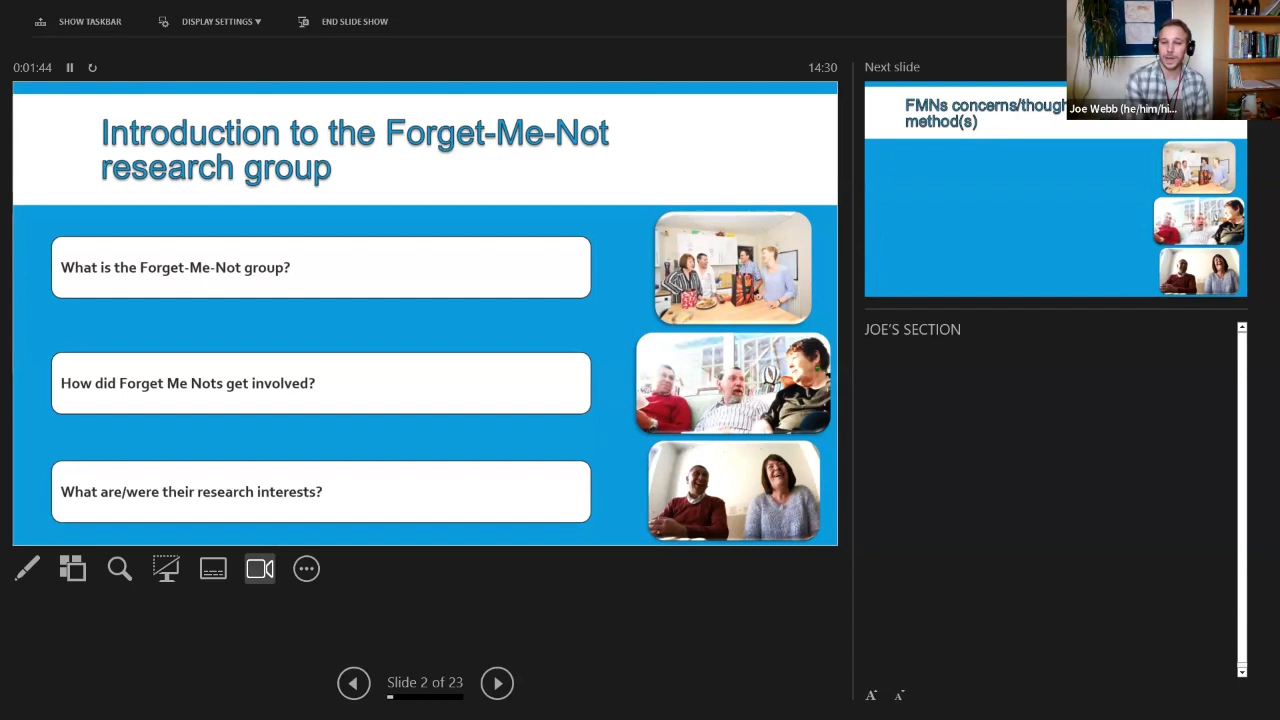 SHOW TASKBAR
DISPLAY SETTINGS ▼
END SLIDE SHOW
0:01:44
14:30
Introduction to the Forget-Me-Not
research group
What is the Forget-Me-Not group?
How did Forget Me Nots get involved?
What are/were their research interests?
Slide 2 of 23
Next slide
FMNs concerns/though
method(s)
Joe Webb (he/him/hi...
JOE'S SECTION
A
A